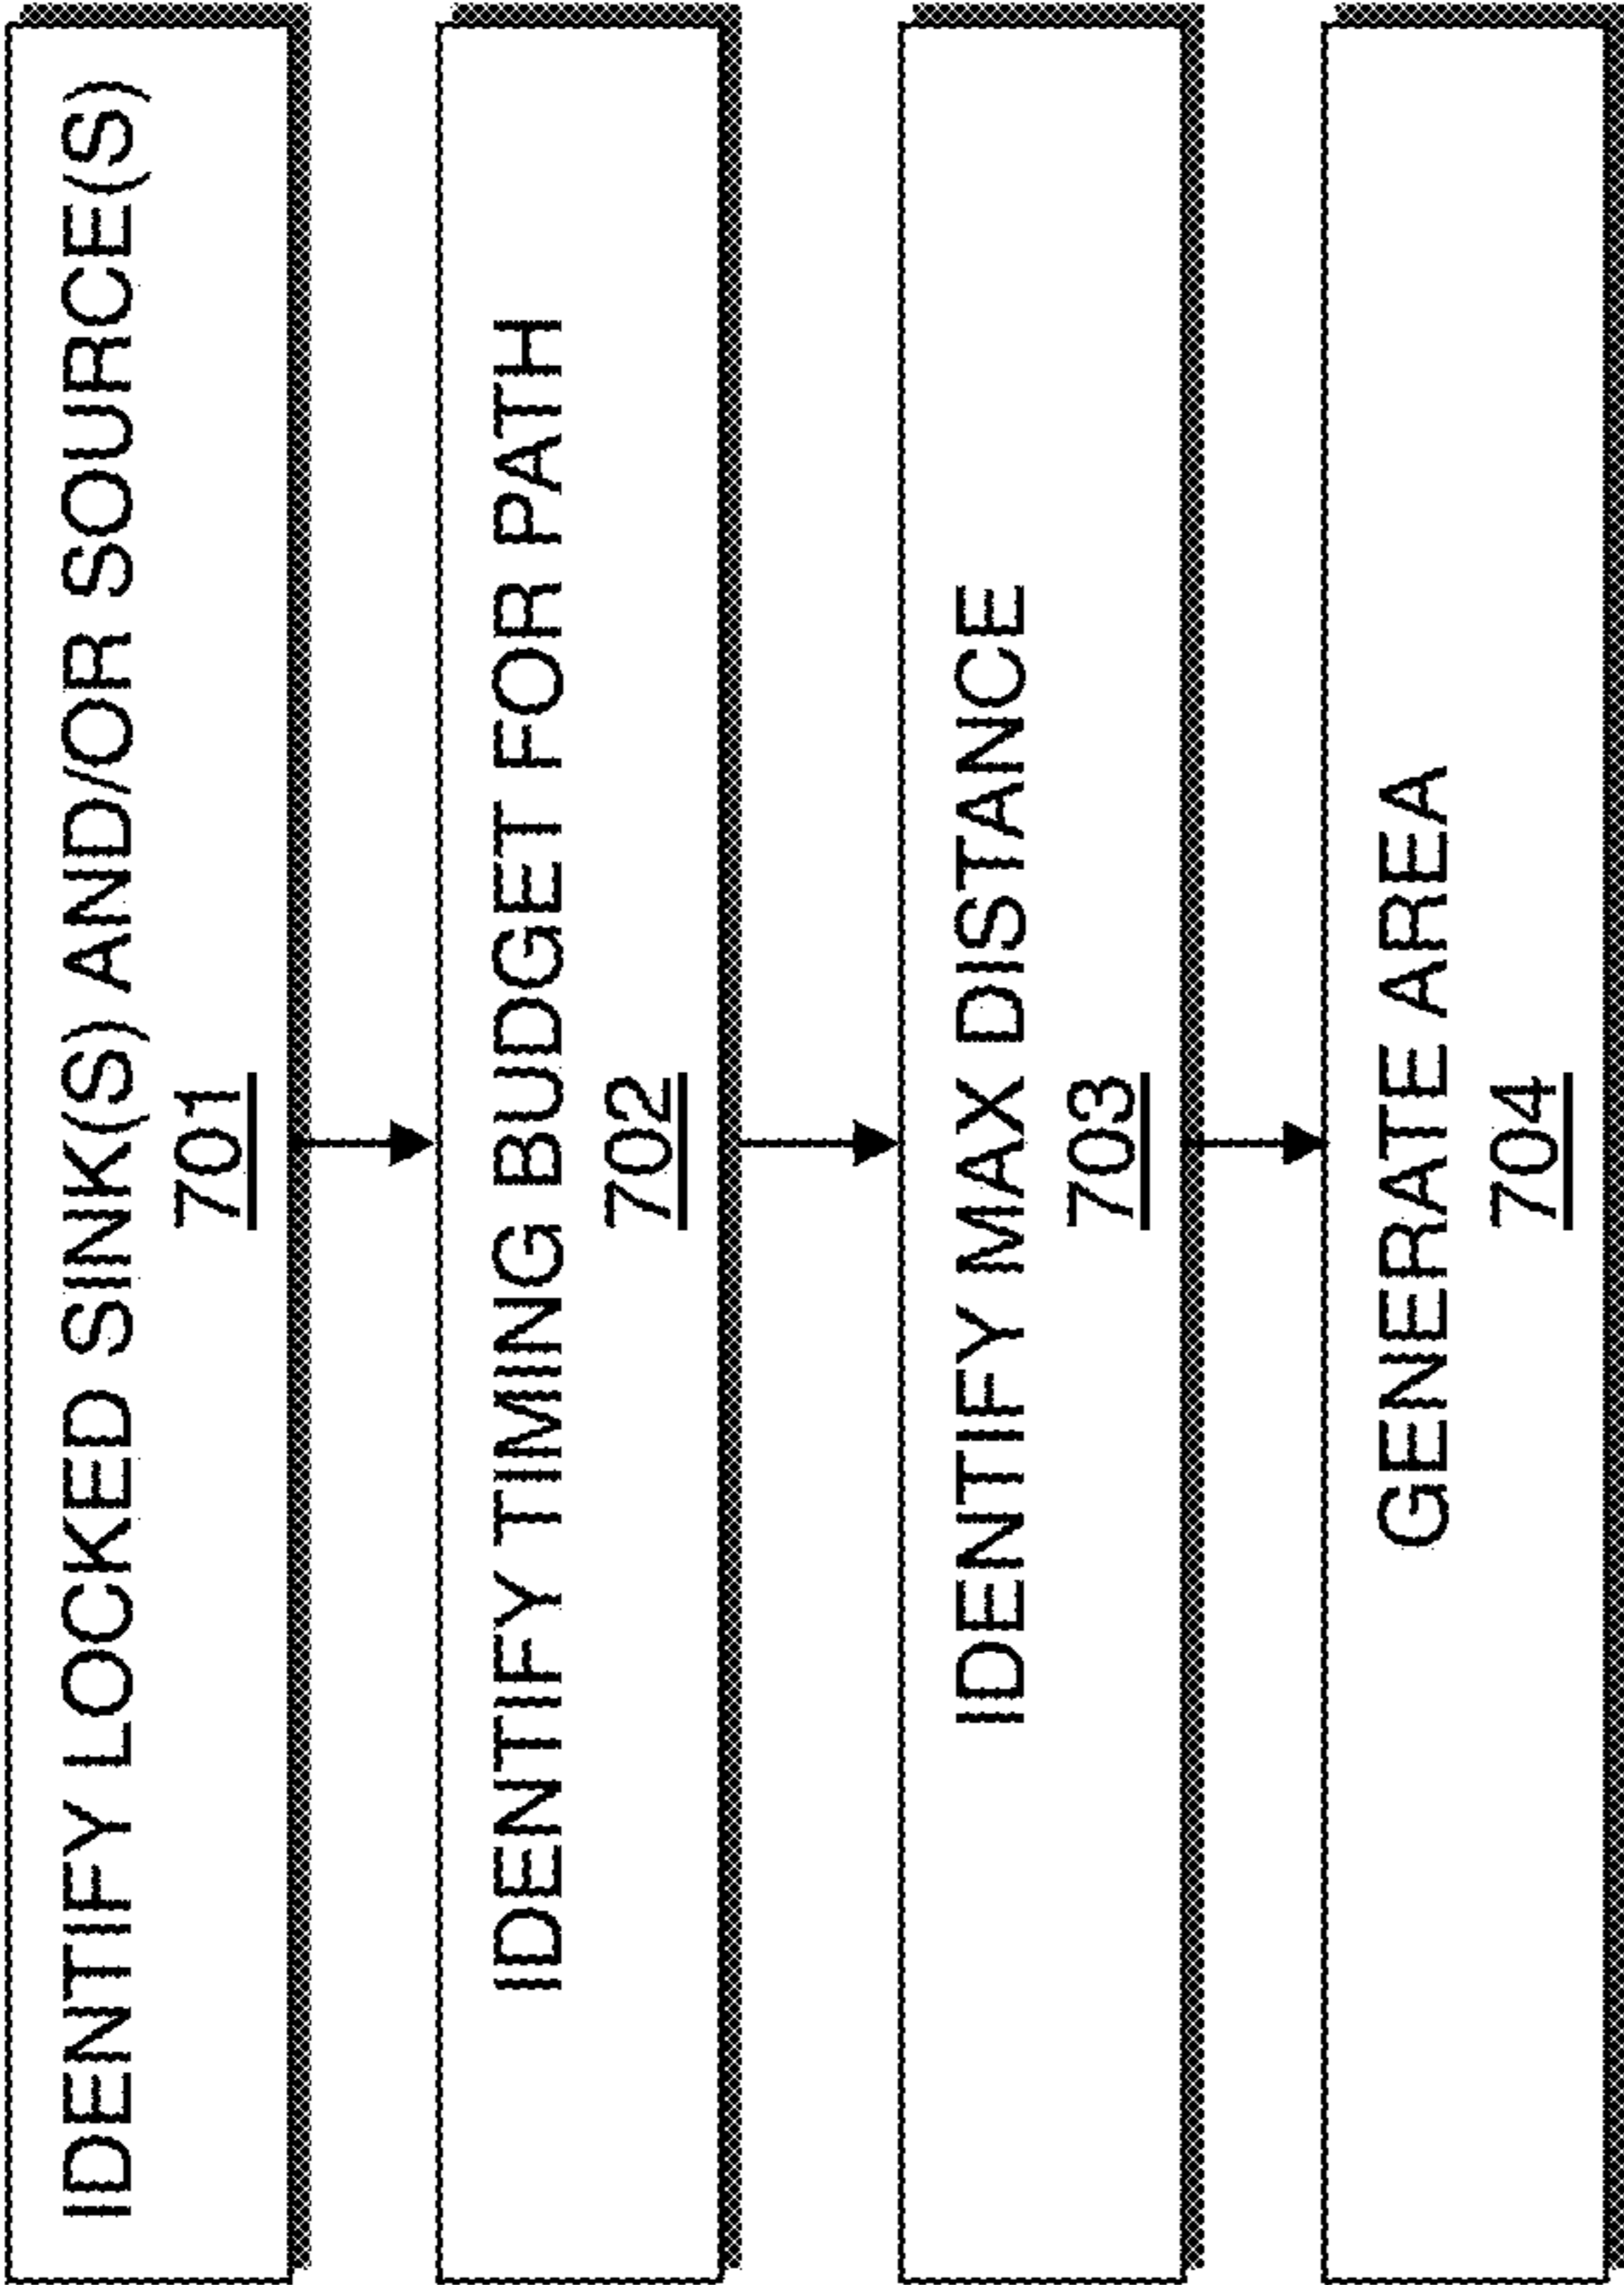 IDENTIFY LOCKED SINK(S) AND/OR SOURCE(S)
701
IDENTIFY TIMING BUDGET FOR PATH
702
IDENTIFY MAX DISTANCE
703
GENERATE AREA
704